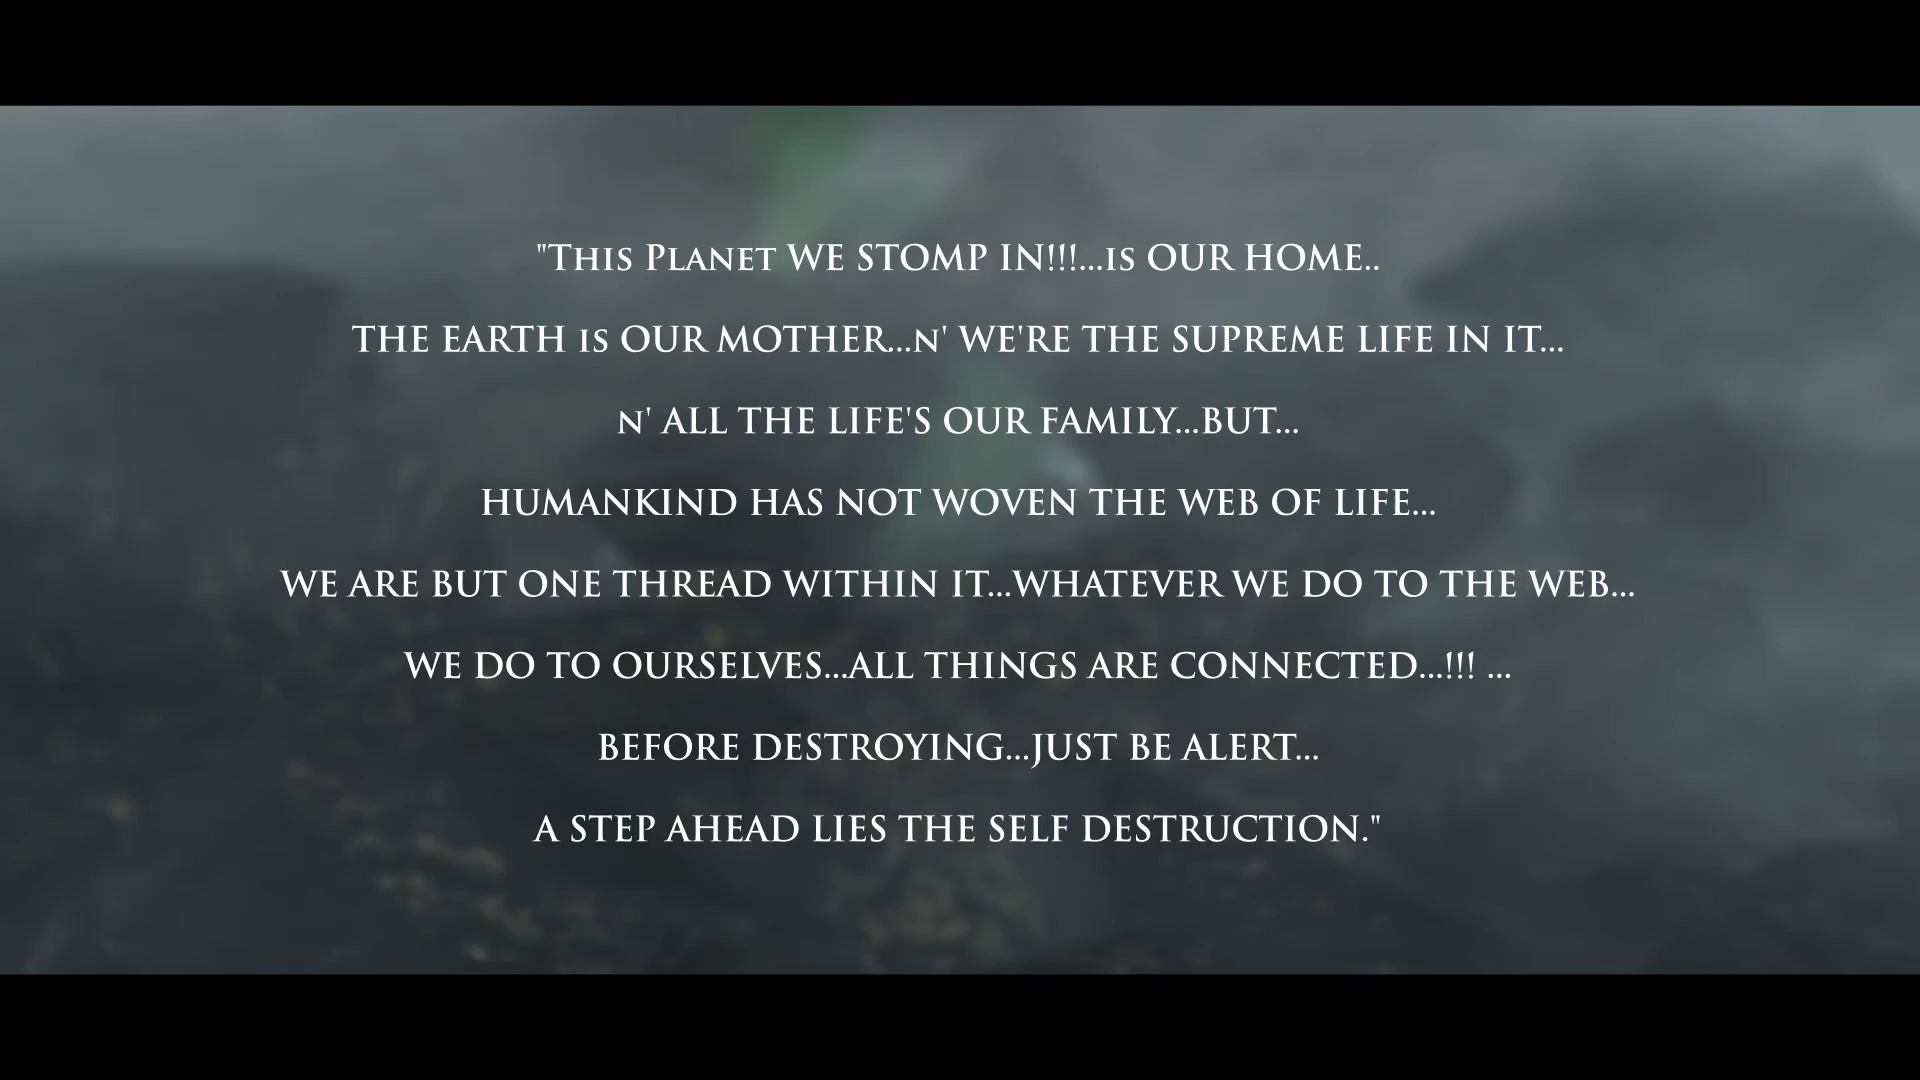 "This Planet WE STOMP IN!!!...is OUR HOME..
THE EARTH is OUR MOTHER...n' WE'RE THE SUPREME LIFE IN IT...
n' ALL THE LIFE'S OUR FAMILY...BUT...
HUMANKIND HAS NOT WOVEN THE WEB OF LIFE...
WE ARE BUT ONE THREAD WITHIN IT...WHATEVER WE DO TO THE WEB...
WE DO TO OURSELVES...ALL THINGS ARE CONNECTED...!!! ...
BEFORE DESTROYING...JUST BE ALERT...
A STEP AHEAD LIES THE SELF DESTRUCTION."